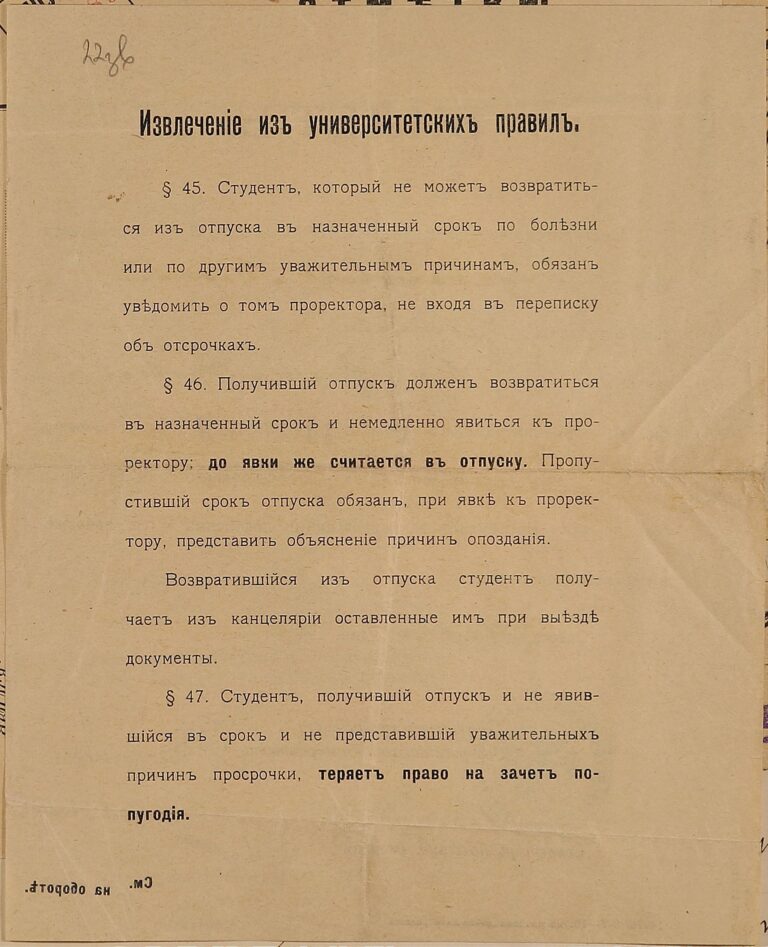 22зв
Извлеченіе изъ университетскихъ правилъ.
§ 45. Студентъ, который не можетъ возвратить-
ся изъ отпуска въ назначенный срокъ по болѣзни
или по другимъ уважительнымъ причинамъ, обязанъ
увѣдомить о томъ проректора, не входя въ переписку
объ отсрочкахъ.
§ 46. Получившій отпускъ долженъ возвратиться
въ назначенный срокъ и немедленно явиться къ про-
ректору; до явки же считается въ отпуску. Пропу-
стившій срокъ отпуска обязанъ, при явкѣ къ прорек-
тору, представить объясненіе причинъ опозданія.
Возвратившійся изъ отпуска студентъ полу-
чаетъ изъ канцеляріи оставленные имъ при выѣздѣ
документы.
§ 47. Студентъ, получившій отпускъ и не явив-
шійся въ срокъ и не представившій уважительныхъ
причинъ просрочки, теряетъ право на зачетъ по-
лугодія.
См. на оборотѣ.